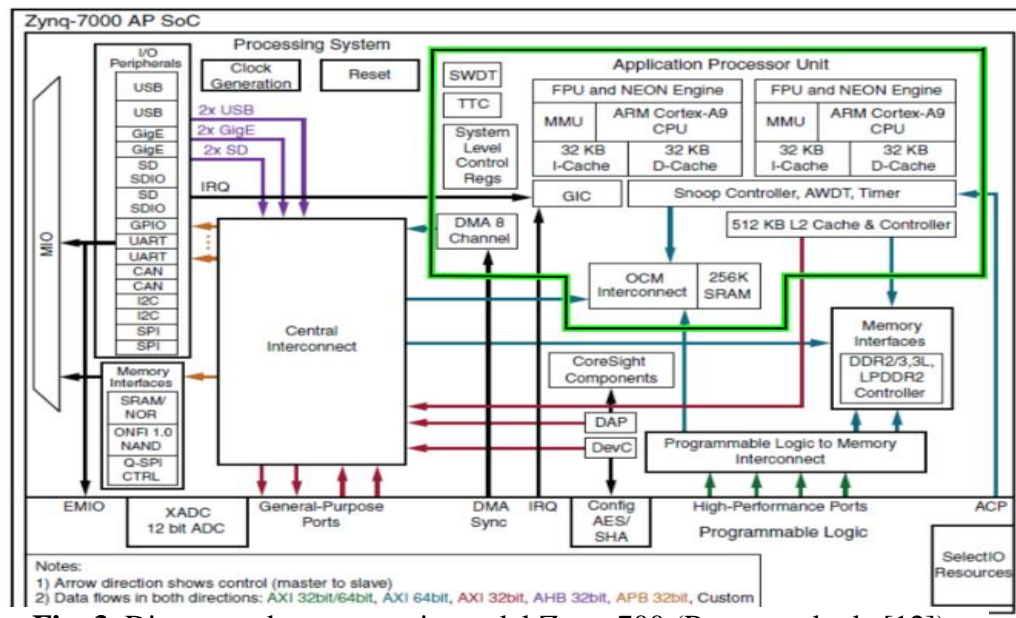 Zynq-7000 AP SoC
Processing System
I/O
Peripherals
USB
USB
GigE
GigE
SD
SDIO
SD
SDIO
GPIO
UART
UART
CAN
CAN
I2C
I2C
SPI
SPI
MIO
Memory
Interfaces
SRAM/
NOR
ONFI 1.0
NAND
Q-SPI
CTRL
Clock
Generation
Reset
2x USB
2x GigE
2x SD
IRQ
Central
Interconnect
Application Processor Unit
SWDT
TTC
System
Level
Control
Regs
FPU and NEON Engine
MMU
ARM Cortex-A9
CPU
32 KB
I-Cache
32 KB
D-Cache
FPU and NEON Engine
MMU
ARM Cortex-A9
CPU
32 KB
I-Cache
32 KB
D-Cache
GIC
Snoop Controller, AWDT, Timer
DMA 8
Channel
512 KB L2 Cache & Controller
OCM
Interconnect
256K
SRAM
Memory
Interfaces
DDR2/3,3L,
LPDDR2
Controller
CoreSight
Components
DAP
DevC
Programmable Logic to Memory
Interconnect
EMIO
XADC
12 bit ADC
General-Purpose
Ports
DMA
Sync
IRQ
Config
AES/
SHA
High-Performance Ports
ACP
Programmable Logic
SelectIO
Resources
Notes:
1) Arrow direction shows control (master to slave)
2) Data flows in both directions: AXI 32bit/64bit, AXI 64bit, AXI 32bit, AHB 32bit, APB 32bit, Custom